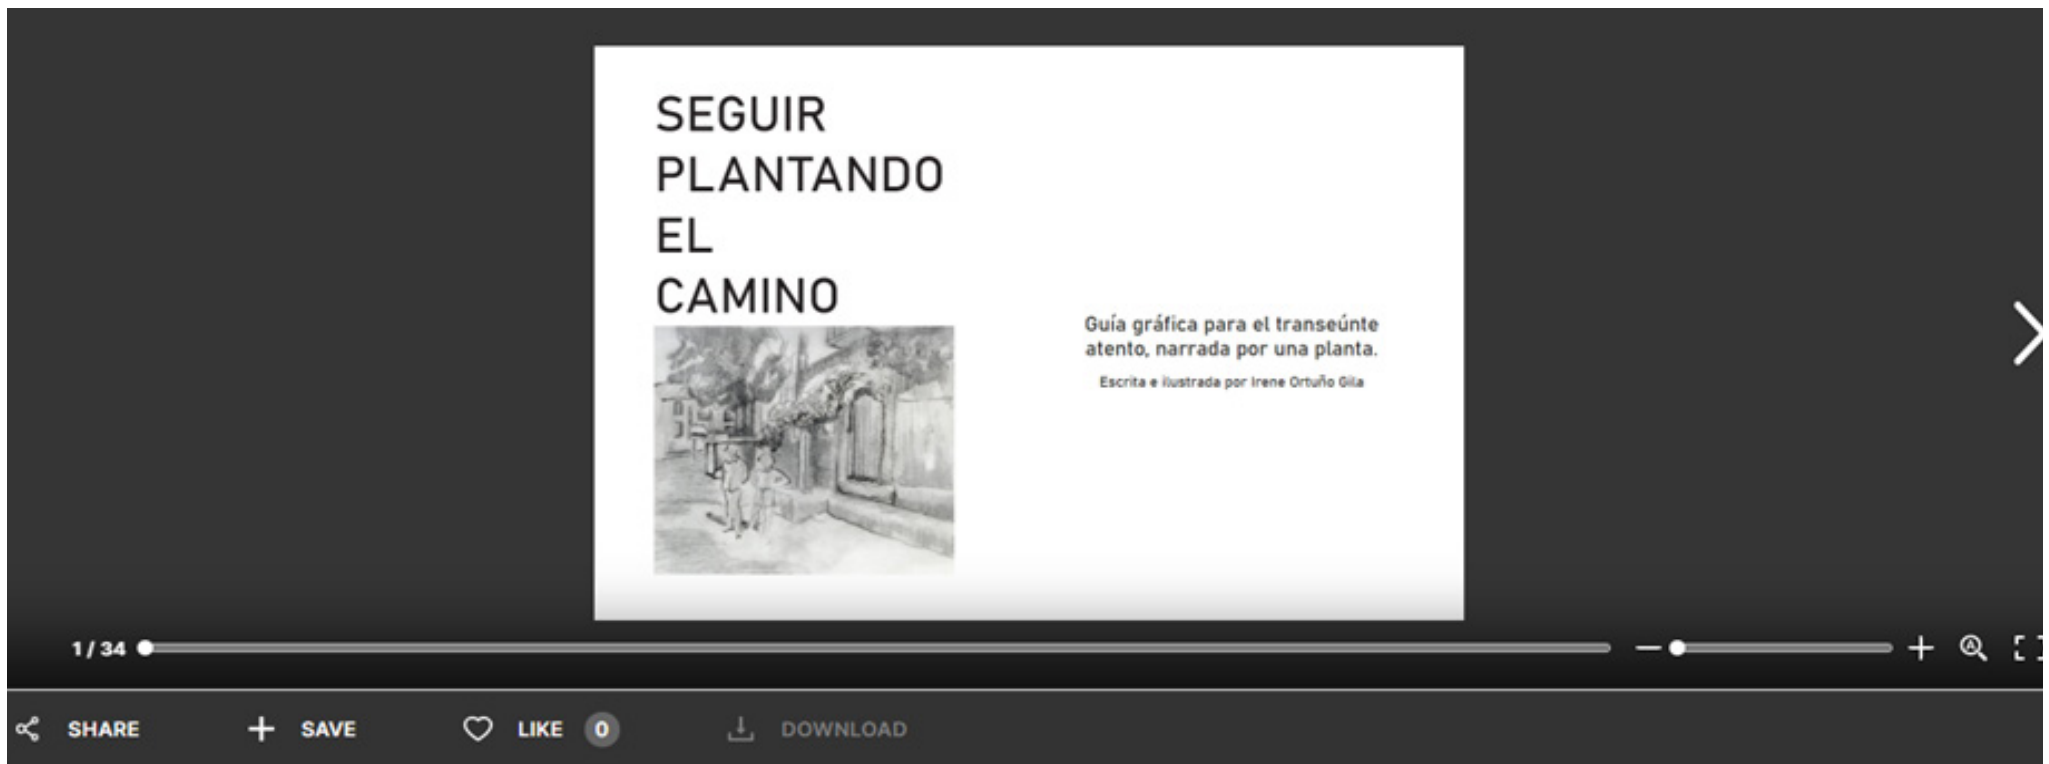 SEGUIR
PLANTANDO
EL
CAMINO
Guía gráfica para el transeúnte
atento, narrada por una planta.
Escrita e ilustrada por Irene Ortuño Gila
1 / 34
SHARE
SAVE
LIKE 0
DOWNLOAD